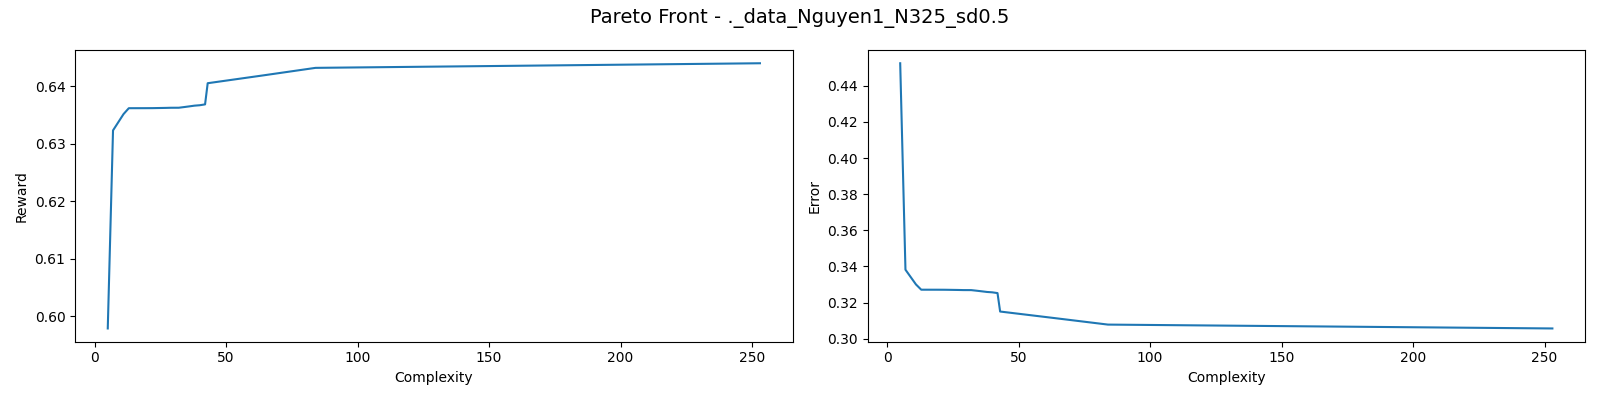 Pareto Front - ._data_Nguyen1_N325_sd0.5
Reward
0.64
0.63
0.62
0.61
0.60
0 50 100 150 200 250
Complexity
Error
0.44
0.42
0.40
0.38
0.36
0.34
0.32
0.30
0 50 100 150 200 250
Complexity